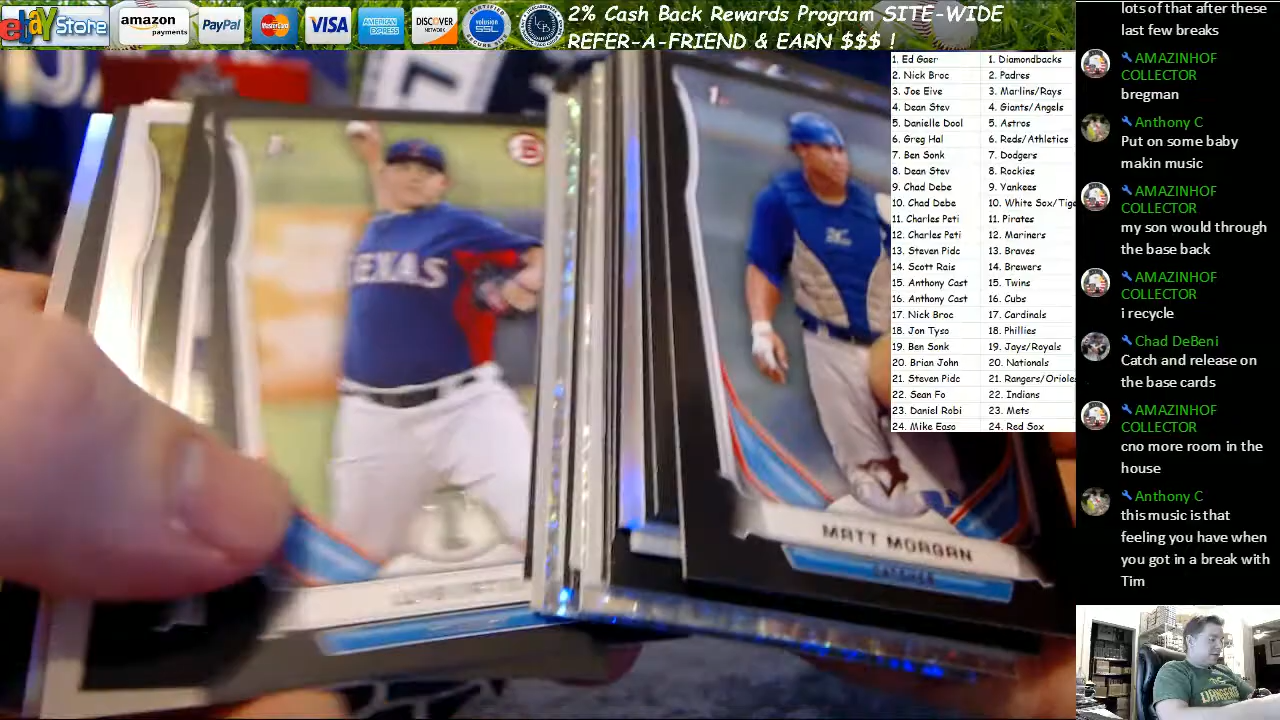 ebay Store
amazon
payments
PayPal
MasterCard
VISA
AMERICAN
EXPRESS
DISCOVER
NETWORK
volusion
SSL
2% Cash Back Rewards Program SITE-WIDE
REFER-A-FRIEND & EARN $$$ !
1. Ed Gaer 1. Diamondbacks
2. Nick Broc 2. Padres
3. Joe Eive 3. Marlins/Rays
4. Dean Stev 4. Giants/Angels
5. Danielle Dool 5. Astros
6. Greg Hal 6. Reds/Athletics
7. Ben Sonk 7. Dodgers
8. Dean Stev 8. Rockies
9. Chad Debe 9. Yankees
10. Chad Debe 10. White Sox/Tige
11. Charles Peti 11. Pirates
12. Charles Peti 12. Mariners
13. Steven Pidc 13. Braves
14. Scott Rais 14. Brewers
15. Anthony Cast 15. Twins
16. Anthony Cast 16. Cubs
17. Nick Broc 17. Cardinals
18. Jon Tyso 18. Phillies
19. Ben Sonk 19. Jays/Royals
20. Brian John 20. Nationals
21. Steven Pidc 21. Rangers/Orioles
22. Sean Fo 22. Indians
23. Daniel Robi 23. Mets
24. Mike Easo 24. Red Sox
TEXAS
MATT MORGAN
CATCHER
lots of that after these
last few breaks
AMAZINHOF
COLLECTOR
bregman
Anthony C
Put on some baby
makin music
AMAZINHOF
COLLECTOR
my son would through
the base back
AMAZINHOF
COLLECTOR
i recycle
Chad DeBeni
Catch and release on
the base cards
AMAZINHOF
COLLECTOR
cno more room in the
house
Anthony C
this music is that
feeling you have when
you got in a break with
Tim